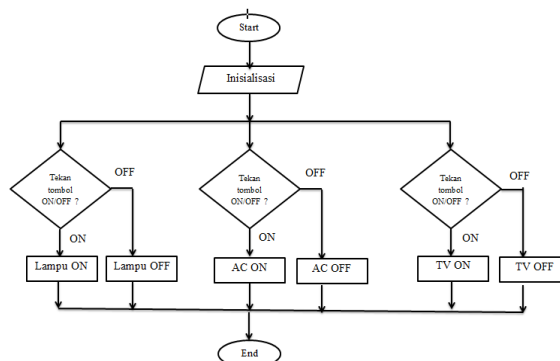 Start
Inisialisasi
Tekan
tombol
ON/OFF ?
OFF
ON
Lampu ON
Lampu OFF
Tekan
tombol
ON/OFF ?
OFF
ON
AC ON
AC OFF
Tekan
tombol
ON/OFF ?
OFF
ON
TV ON
TV OFF
End